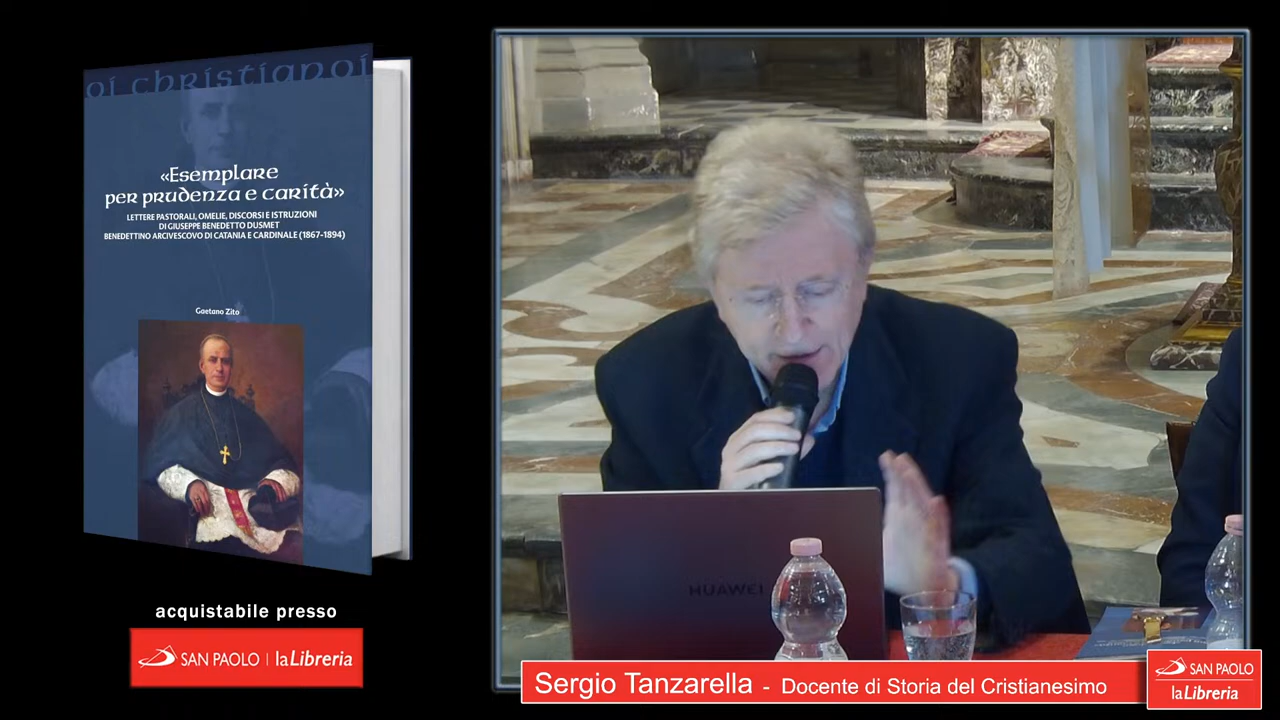 oi christianoi
«Esemplare
per prudenza e carità»
LETTERE PASTORALI, OMELIE, DISCORSI E ISTRUZIONI
DI GIUSEPPE BENEDETTO DUSMET
BENEDETTINO ARCIVESCOVO DI CATANIA E CARDINALE (1867-1894)
Gaetano Zito
acquistabile presso
SAN PAOLO | laLibreria
HUAWEI
Sergio Tanzarella - Docente di Storia del Cristianesimo
SAN PAOLO
laLibreria